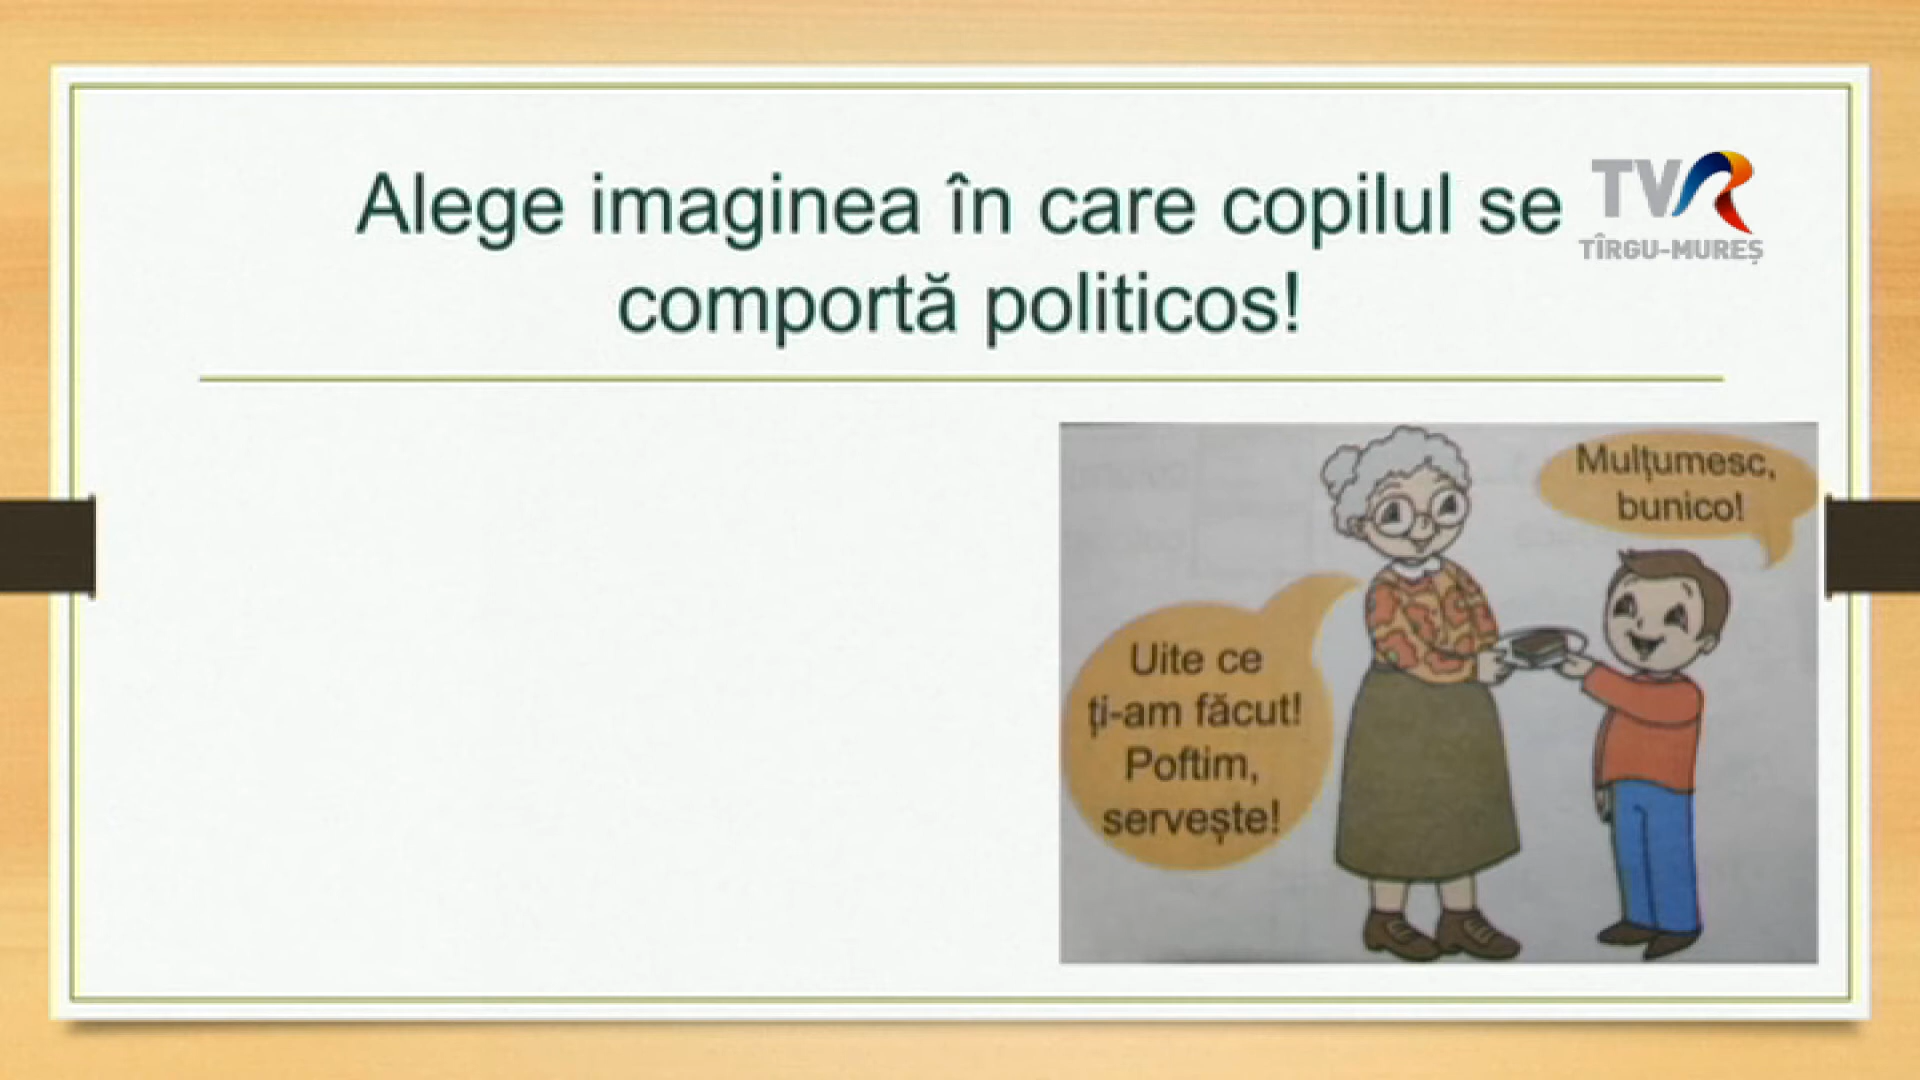 Alege imaginea în care copilul se
comportă politicos!
TVR
TÎRGU-MUREȘ
Mulțumesc,
bunico!
Uite ce
ți-am făcut!
Poftim,
servește!